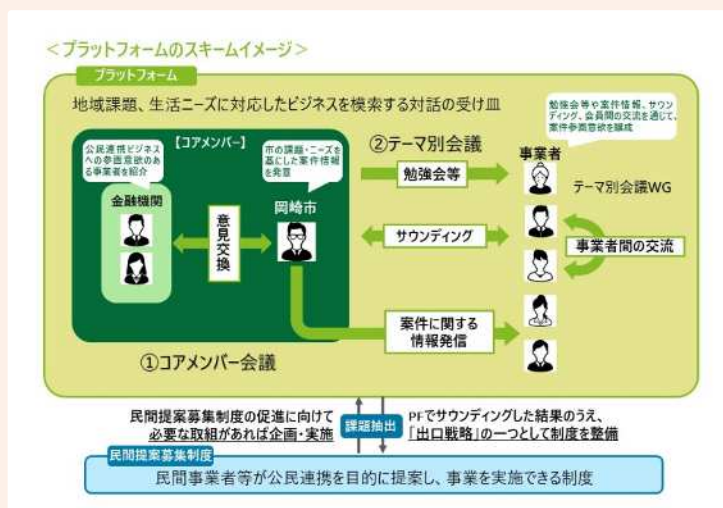 ＜プラットフォームのスキームイメージ＞
プラットフォーム
地域課題、生活ニーズに対応したビジネスを模索する対話の受け皿
【コアメンバー】
公民連携ビジネス
への参画意欲のあ
る事業者を紹介
金融機関
意見交換
市の課題・ニーズを
基にした案件情報
を発意
岡崎市
①コアメンバー会議
②テーマ別会議
勉強会等
サウンディング
案件に関する
情報発信
勉強会等や案件情報、サウン
ディング、会員間の交流を通じて、
案件参画意欲を醸成
事業者
テーマ別会議WG
事業者間の交流
民間提案募集制度の促進に向けて
必要な取組があれば企画・実施
課題抽出
PFでサウンディングした結果のうえ、
「出口戦略」の一つとして制度を整備
民間提案募集制度
民間事業者等が公民連携を目的に提案し、事業を実施できる制度